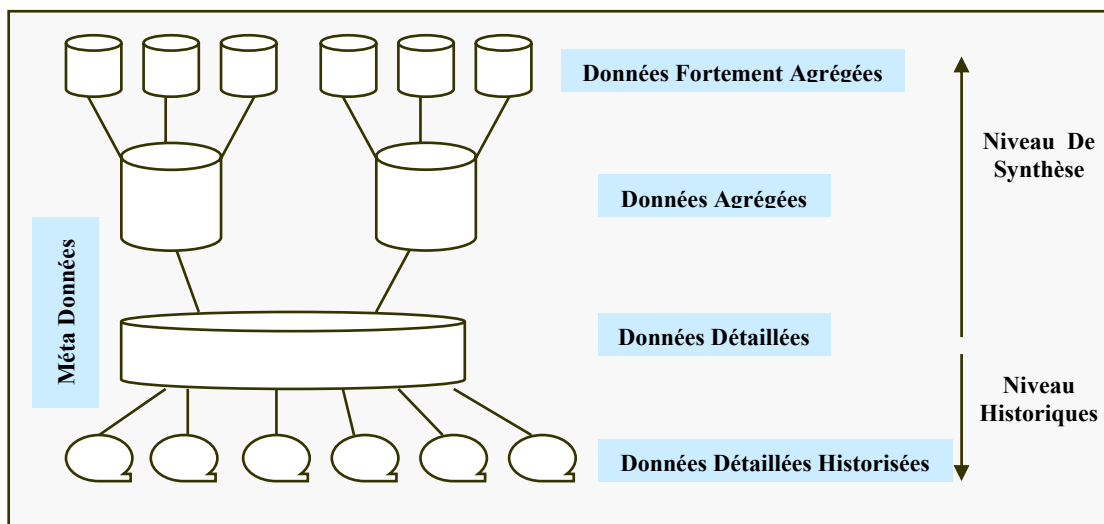 Données Fortement Agrégées
Niveau De
Synthèse
Données Agrégées
Méta Données
Données Détaillées
Niveau
Historiques
Données Détaillées Historisées